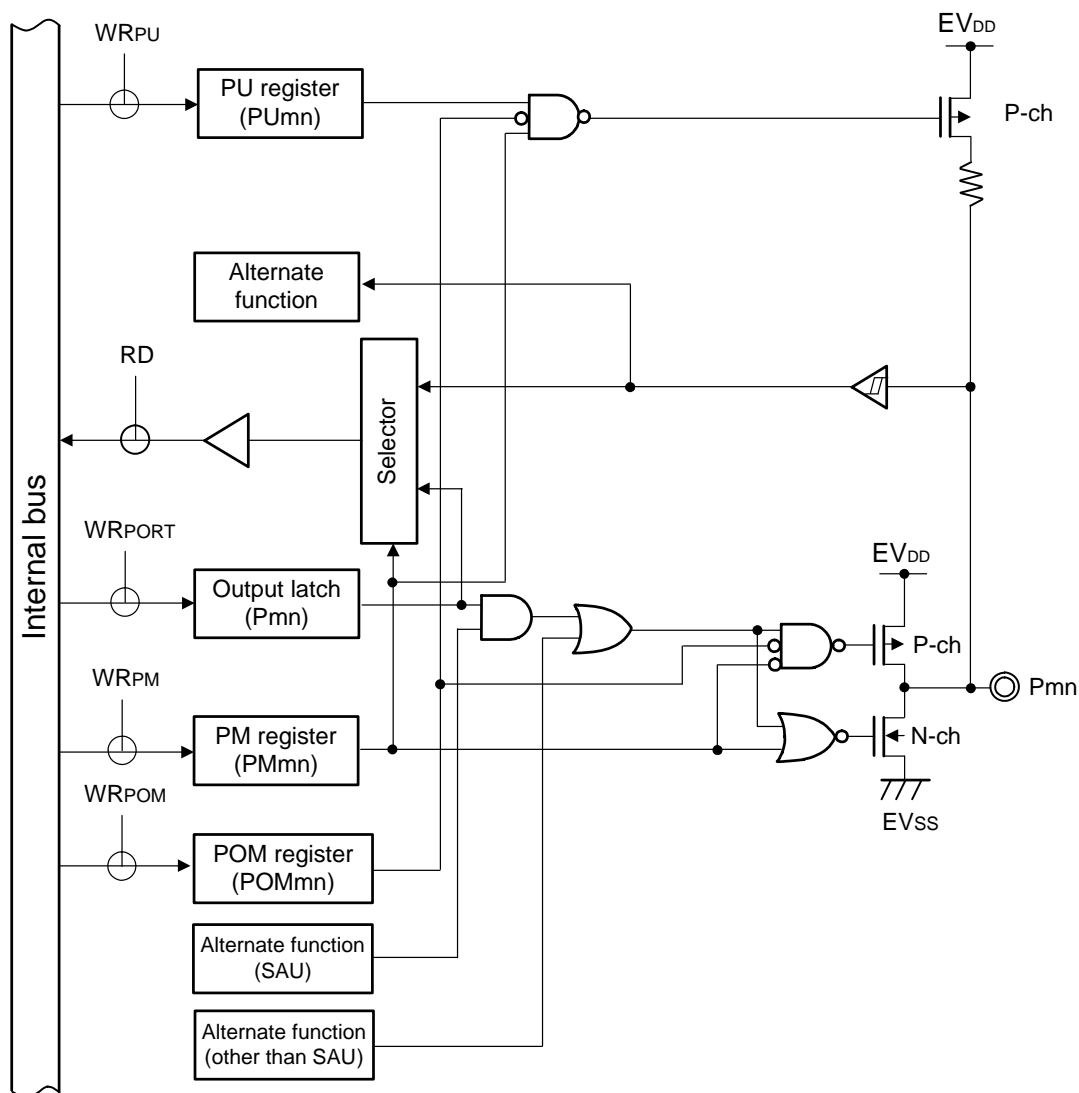 WRPU
EVDD
PU register
(PUmn)
P-ch
Alternate
function
RD
Selector
Internal bus
WRPORT
EVDD
Output latch
(Pmn)
P-ch
Pmn
WRPM
PM register
(PMmn)
N-ch
WRPOM
EVSS
POM register
(POMmn)
Alternate function
(SAU)
Alternate function
(other than SAU)